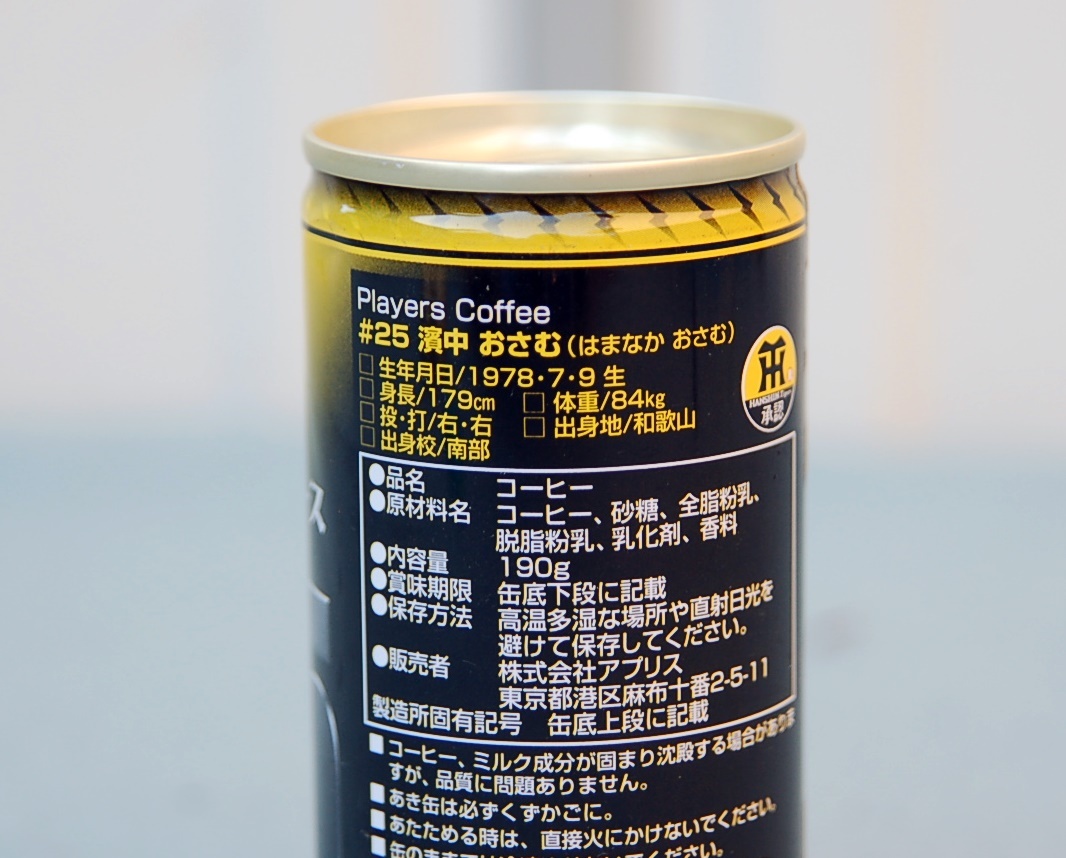 Players Coffee
#25 濱中 おさむ(はまなか おさむ)
□ 生年月日/1978・7・9 生
□ 身長/179cm □ 体重/84kg
□ 投・打/右・右 □ 出身地/和歌山
□ 出身校/南部
HANSHIN Tigers
承認
●品名 コーヒー
●原材料名 コーヒー、砂糖、全脂粉乳、
脱脂粉乳、乳化剤、香料
●内容量 190g
●賞味期限 缶底下段に記載
●保存方法 高温多湿な場所や直射日光を
避けて保存してください。
●販売者 株式会社アプリス
東京都港区麻布十番2-5-11
製造所固有記号 缶底上段に記載
■コーヒー、ミルク成分が固まり沈殿する場合がありま
すが、品質に問題ありません。
■あき缶は必ずくずかごに。
■あたためる時は、直接火にかけないでください。
ス